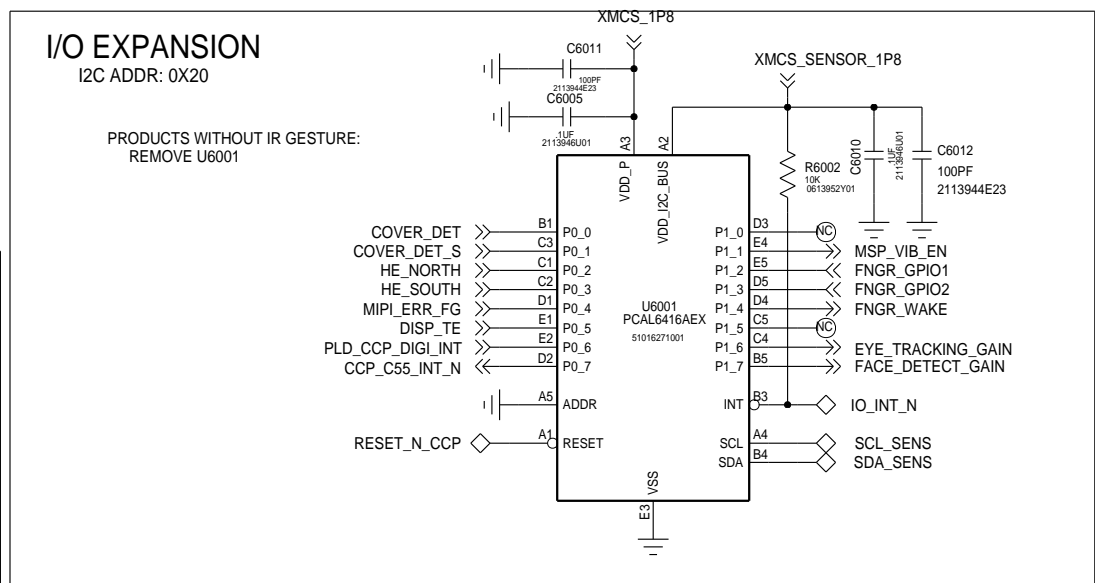 I/O EXPANSION
I2C ADDR: 0X20
PRODUCTS WITHOUT IR GESTURE:
REMOVE U6001
XMCS_1P8
C6011
100PF
2113944E23
C6005
.1UF
2113946U01
XMCS_SENSOR_1P8
R6002
10K
0613952Y01
C6010
.1UF
2113946U01
C6012
100PF
2113944E23
A3
VDD_P
A2
VDD_I2C_BUS
COVER_DET B1 P0_0
COVER_DET_S C3 P0_1
HE_NORTH C1 P0_2
HE_SOUTH C2 P0_3
MIPI_ERR_FG D1 P0_4
DISP_TE E1 P0_5
PLD_CCP_DIGI_INT E2 P0_6
CCP_C55_INT_N D2 P0_7
A5 ADDR
RESET_N_CCP A1 RESET
U6001
PCAL6416AEX
51016271001
P1_0 D3 NC
P1_1 E4 MSP_VIB_EN
P1_2 E5 FNGR_GPIO1
P1_3 D5 FNGR_GPIO2
P1_4 D4 FNGR_WAKE
P1_5 C5 NC
P1_6 C4 EYE_TRACKING_GAIN
P1_7 B5 FACE_DETECT_GAIN
INT B3 IO_INT_N
SCL A4 SCL_SENS
SDA B4 SDA_SENS
VSS
E3